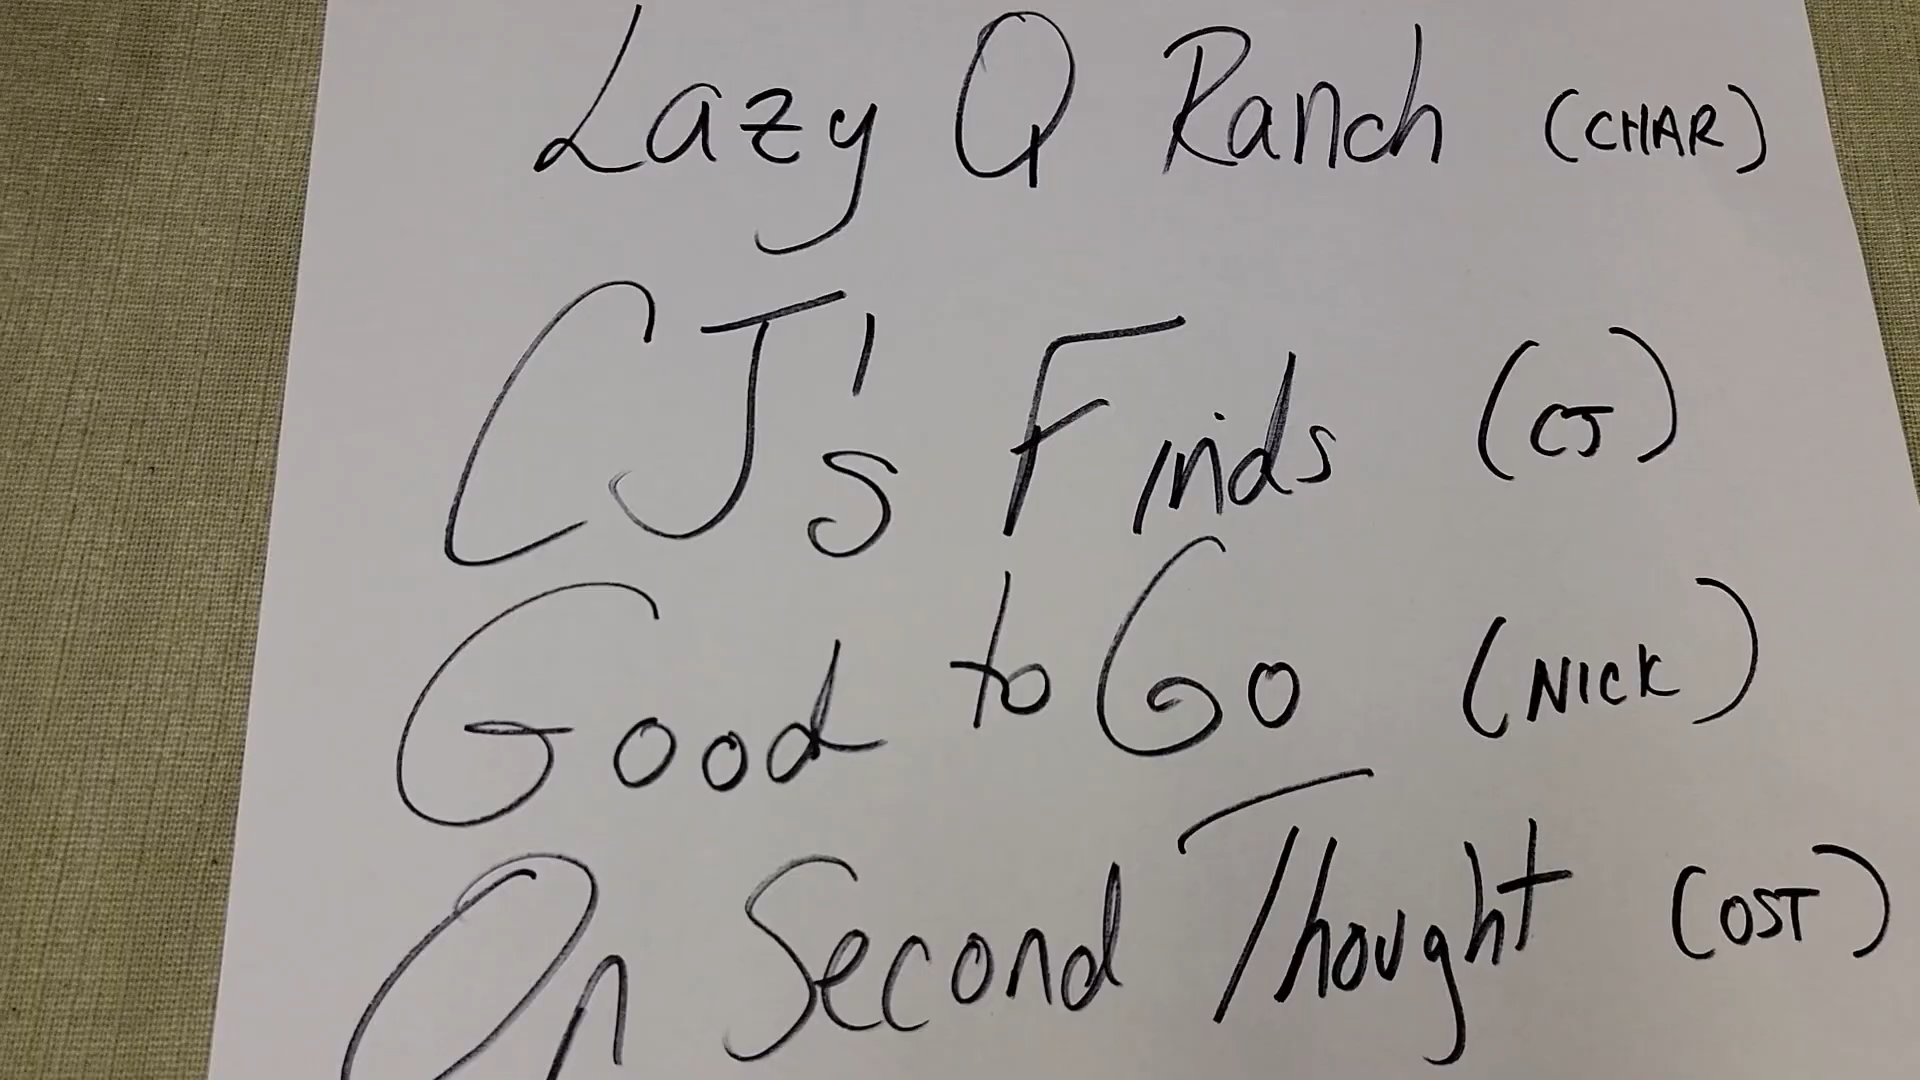 Lazy Q Ranch (CHAR)
CJ's Finds (CJ)
Good to Go (NICK)
On Second Thought (OST)